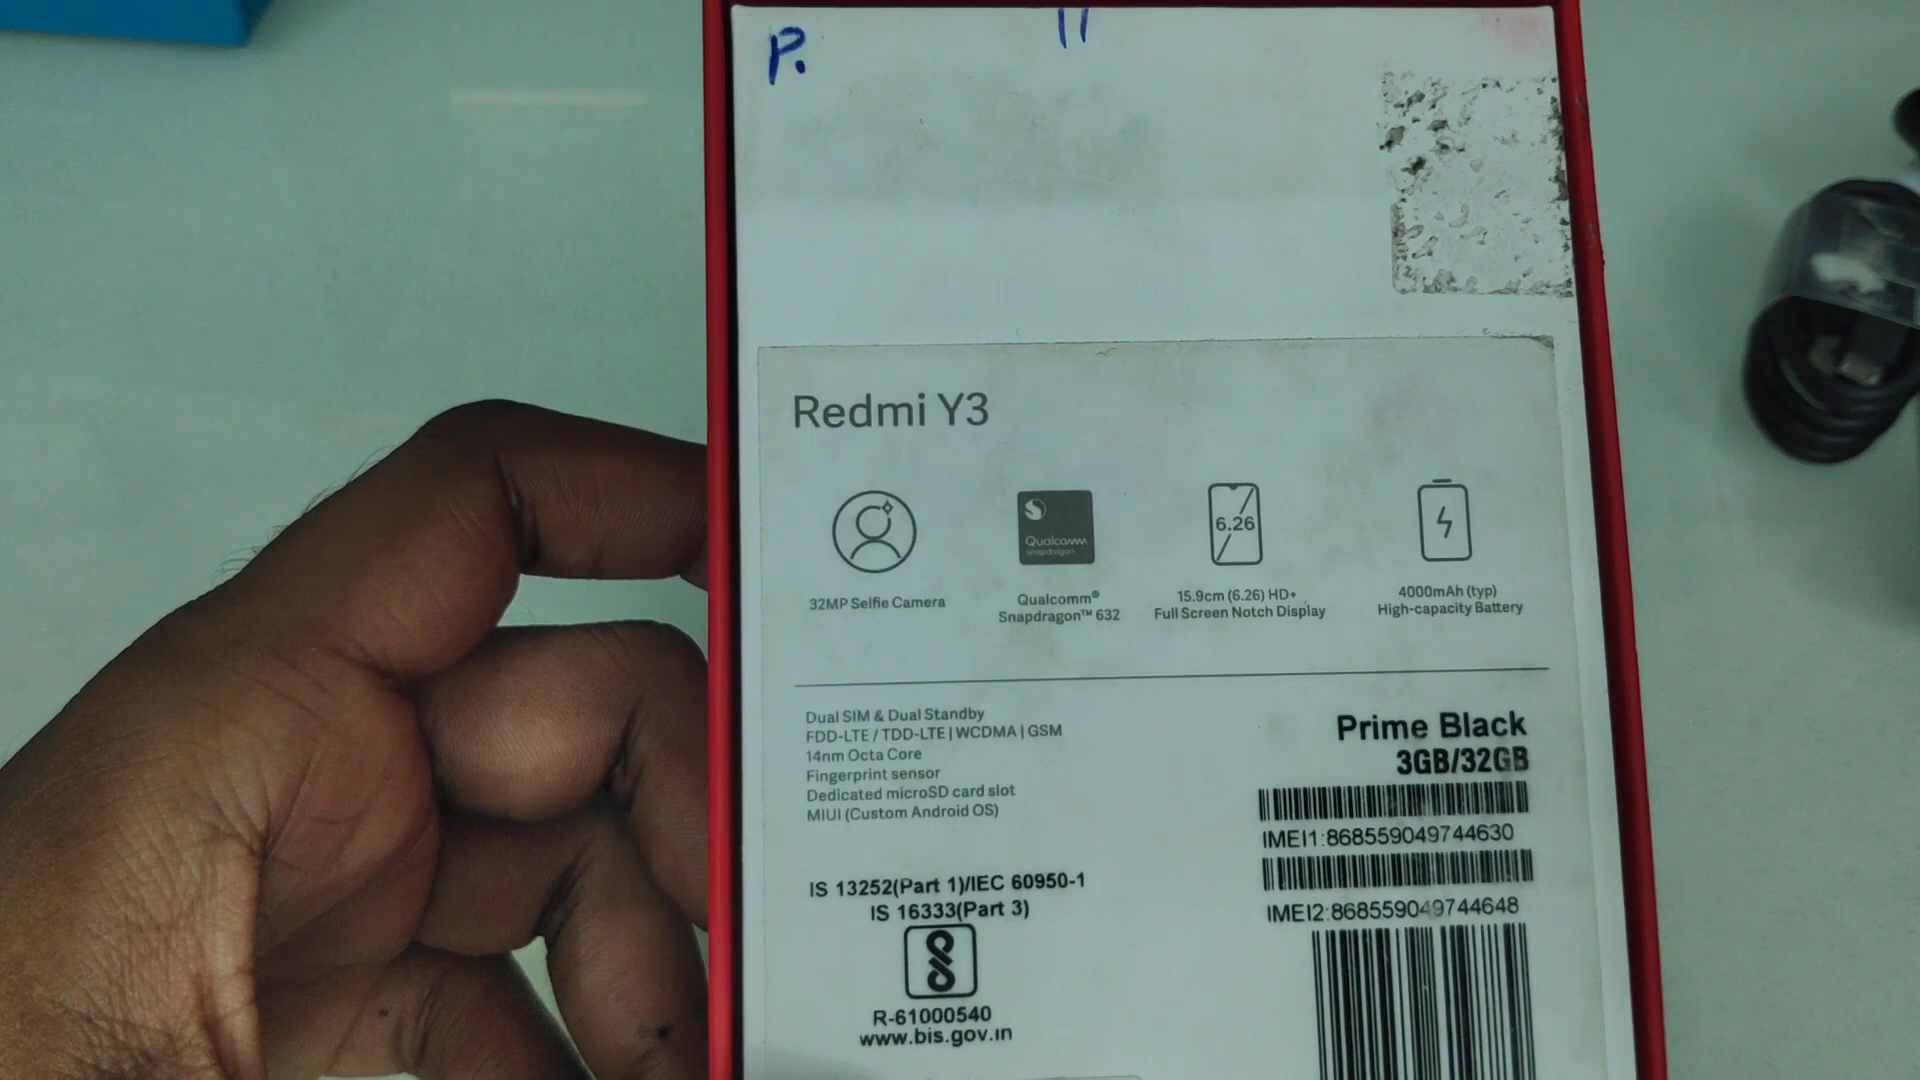 P.
Redmi Y3
6.26
Qualcomm
snapdragon
32MP Selfie Camera
Qualcomm®
Snapdragon™ 632
15.9cm (6.26) HD+
Full Screen Notch Display
4000mAh (typ)
High-capacity Battery
Dual SIM & Dual Standby
FDD-LTE / TDD-LTE | WCDMA | GSM
14nm Octa Core
Fingerprint sensor
Dedicated microSD card slot
MIUI (Custom Android OS)
Prime Black
3GB/32GB
IMEI1:868559049744630
IMEI2:868559049744648
IS 13252(Part 1)/IEC 60950-1
IS 16333(Part 3)
R-61000540
www.bis.gov.in